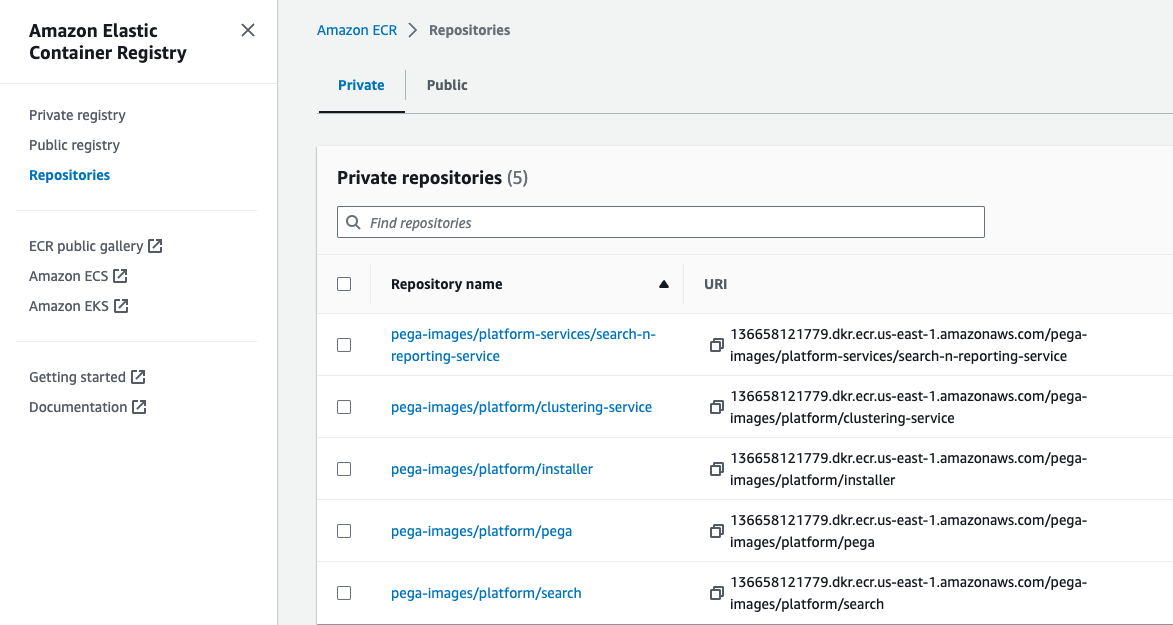 Amazon Elastic
Container Registry
Private registry
Public registry
Repositories
ECR public gallery
Amazon ECS
Amazon EKS
Getting started
Documentation
Amazon ECR > Repositories
Private
Public
Private repositories (5)
Find repositories
Repository name
URI
pega-images/platform-services/search-n-
reporting-service
136658121779.dkr.ecr.us-east-1.amazonaws.com/pega-
images/platform-services/search-n-reporting-service
pega-images/platform/clustering-service
136658121779.dkr.ecr.us-east-1.amazonaws.com/pega-
images/platform/clustering-service
pega-images/platform/installer
136658121779.dkr.ecr.us-east-1.amazonaws.com/pega-
images/platform/installer
pega-images/platform/pega
136658121779.dkr.ecr.us-east-1.amazonaws.com/pega-
images/platform/pega
pega-images/platform/search
136658121779.dkr.ecr.us-east-1.amazonaws.com/pega-
images/platform/search